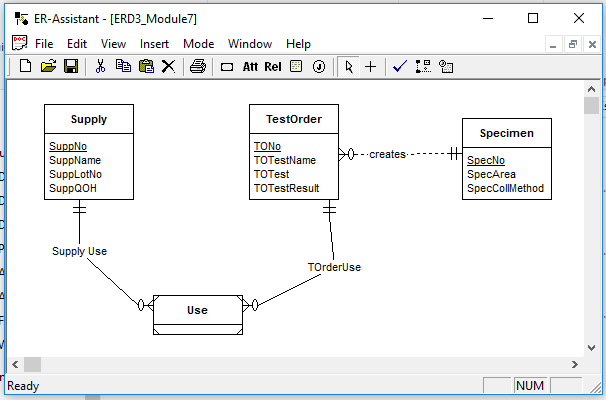 ER-Assistant - [ERD3_Module7]
DOC File Edit View Insert Mode Window Help
Att Rel
Supply
SuppNo
SuppName
SuppLotNo
SuppQOH
TestOrder
TONo
TOTestName
TOTest
TOTestResult
creates
Specimen
SpecNo
SpecArea
SpecCollMethod
Supply Use
TOrderUse
Use
Ready NUM